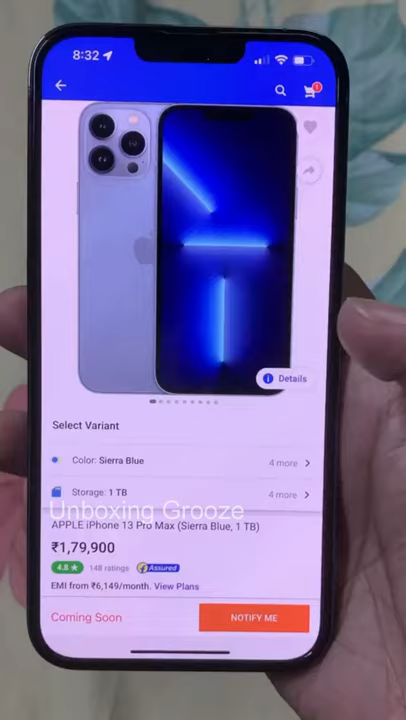 8:32
Details
Select Variant
Color: Sierra Blue
4 more
Storage: 1 TB
4 more
Unboxing Grooze
APPLE iPhone 13 Pro Max (Sierra Blue, 1 TB)
₹1,79,900
4.8 ★ 148 ratings Assured
EMI from ₹6,149/month. View Plans
Coming Soon
NOTIFY ME